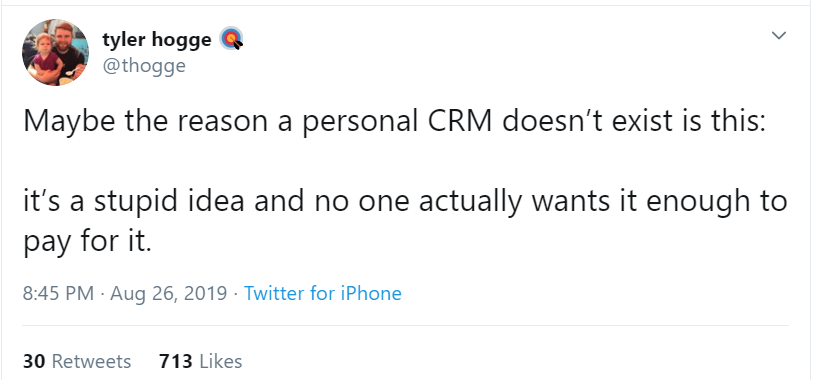 tyler hogge
@thogge
Maybe the reason a personal CRM doesn’t exist is this:
it’s a stupid idea and no one actually wants it enough to
pay for it.
8:45 PM · Aug 26, 2019 · Twitter for iPhone
30 Retweets 713 Likes